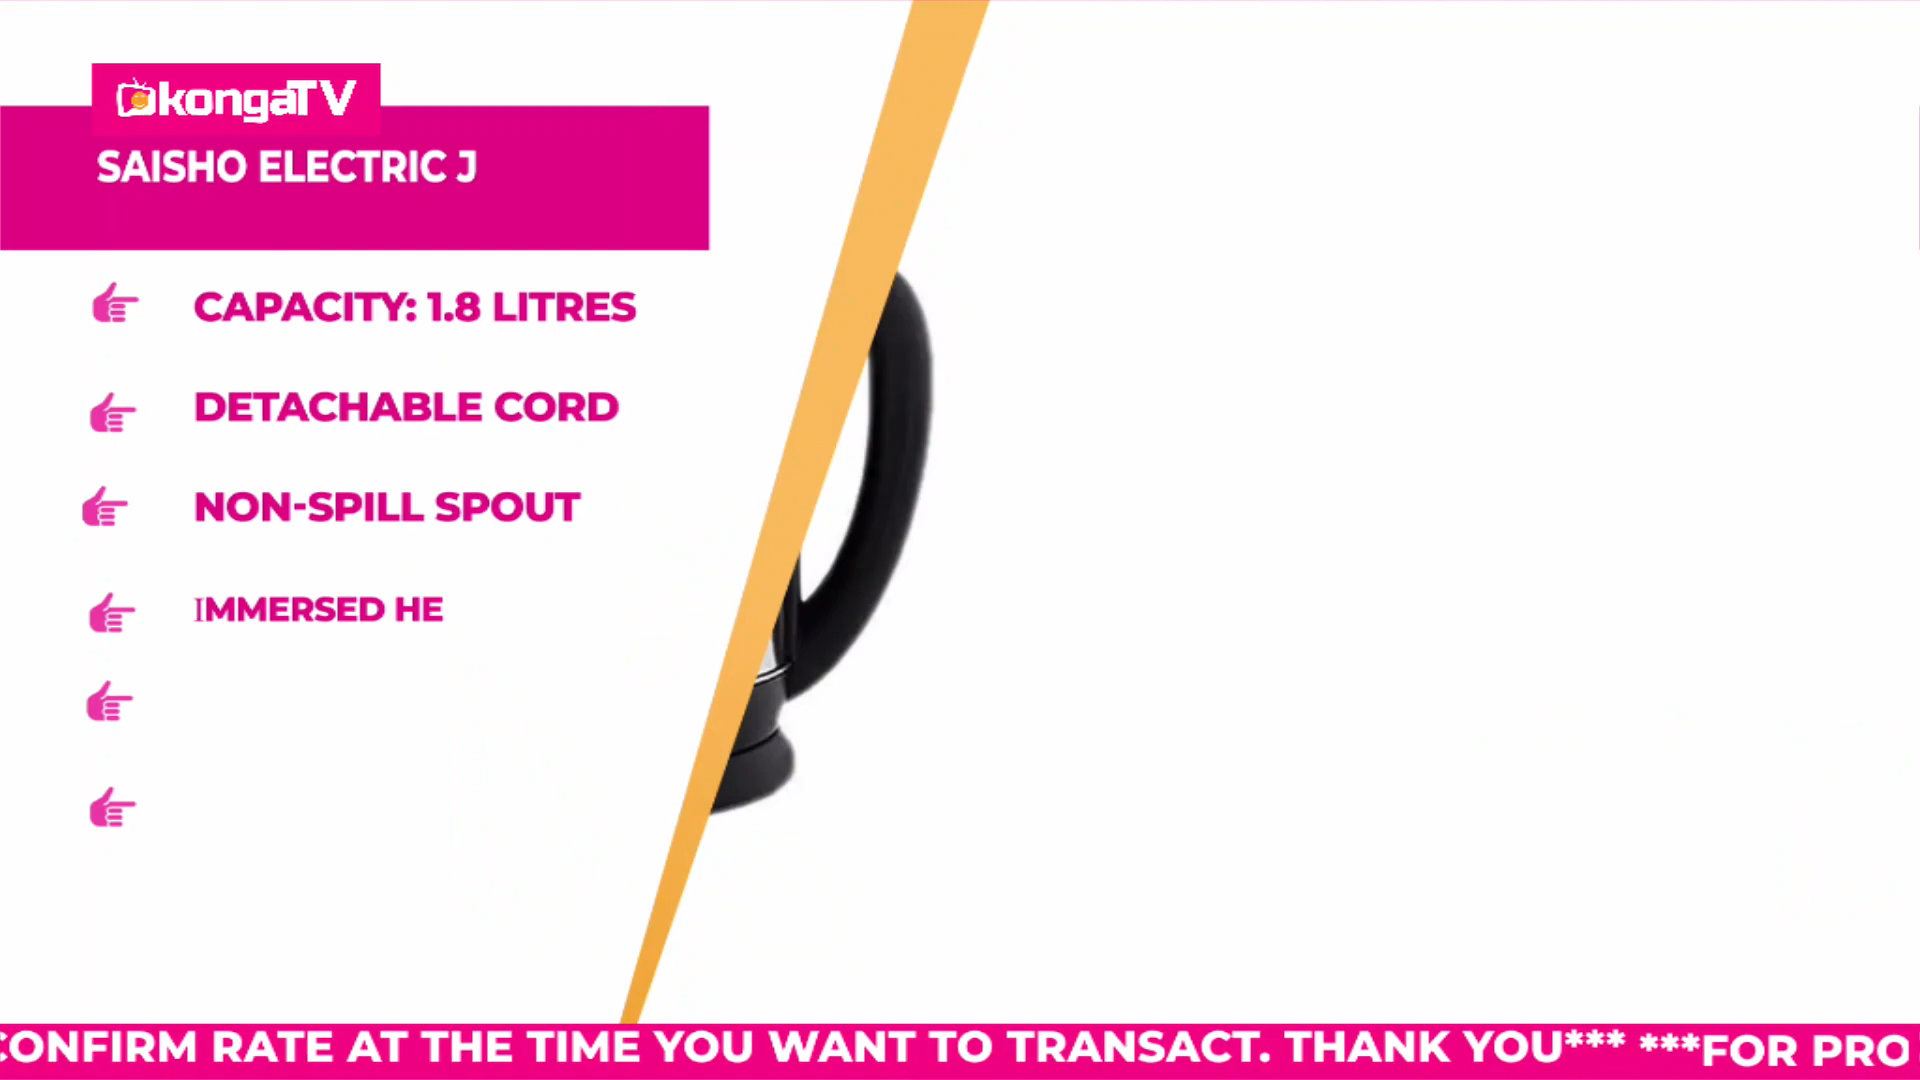 kongaTV
SAISHO ELECTRIC J
CAPACITY: 1.8 LITRES
DETACHABLE CORD
NON-SPILL SPOUT
IMMERSED HE
CONFIRM RATE AT THE TIME YOU WANT TO TRANSACT. THANK YOU*** ***FOR PRO